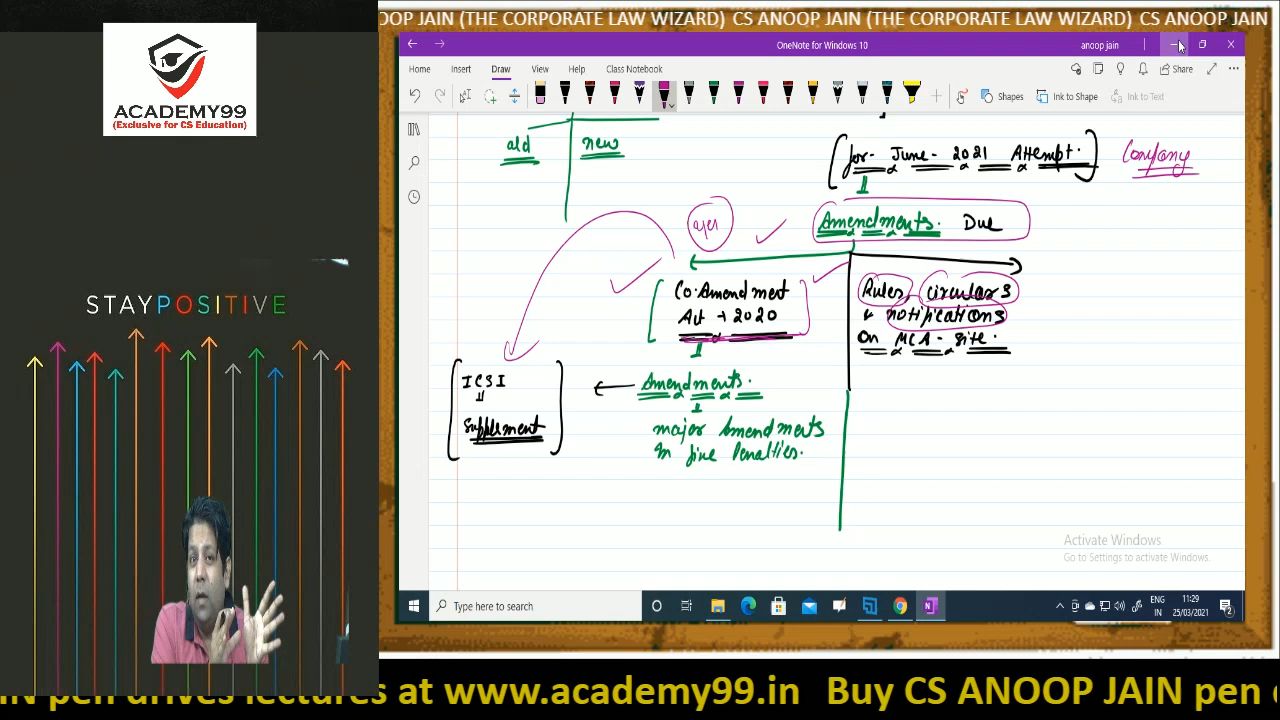 OOP JAIN (THE CORPORATE LAW WIZARD) CS ANOOP JAIN (THE CORPORATE LAW WIZARD) CS ANOOP JAIN
ACADEMY99
(Exclusive for CS Education)
STAYPOSITIVE
OneNote for Windows 10
anoop jain
Home Insert Draw View Help Class Notebook
Share
Shapes Ink to Shape Ink to Text
old new
[for June 2021 Attempt.] Company
Amendments Due
Co. Amendment
Act → 2020
Rules, circulars
& notifications
on MCA site.
Amendments.
major Amendments
in fine Penalties.
ICSI
Supplement
Activate Windows
Go to Settings to activate Windows.
Type here to search
ENG
IN
11:29
25/03/2021
2
IN pen drives lectures at www.academy99.in Buy CS ANOOP JAIN pen